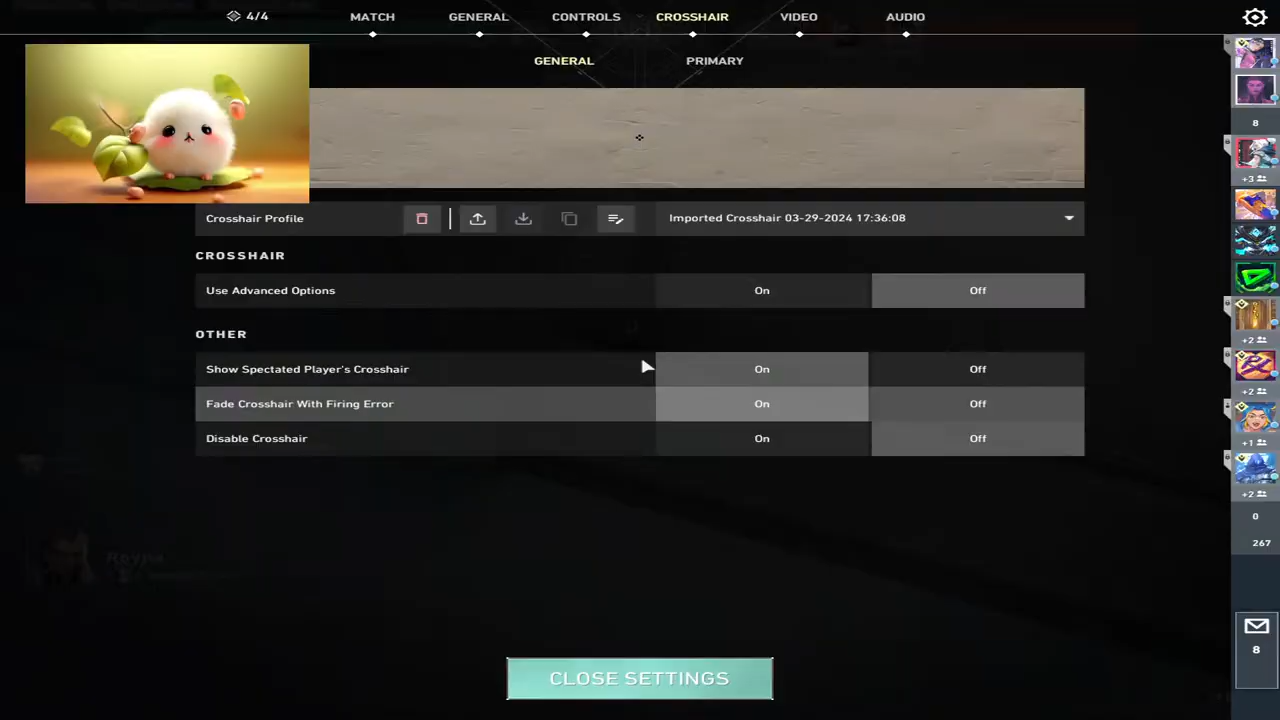 4/4 MATCH GENERAL CONTROLS CROSSHAIR VIDEO AUDIO
GENERAL PRIMARY
Crosshair Profile Imported Crosshair 03-29-2024 17:36:08
CROSSHAIR
Use Advanced Options On Off
OTHER
Show Spectated Player's Crosshair On Off
Fade Crosshair With Firing Error On Off
Disable Crosshair On Off
CLOSE SETTINGS
Reyna
8
+3
+2
+2
+1
+2
0
267
8